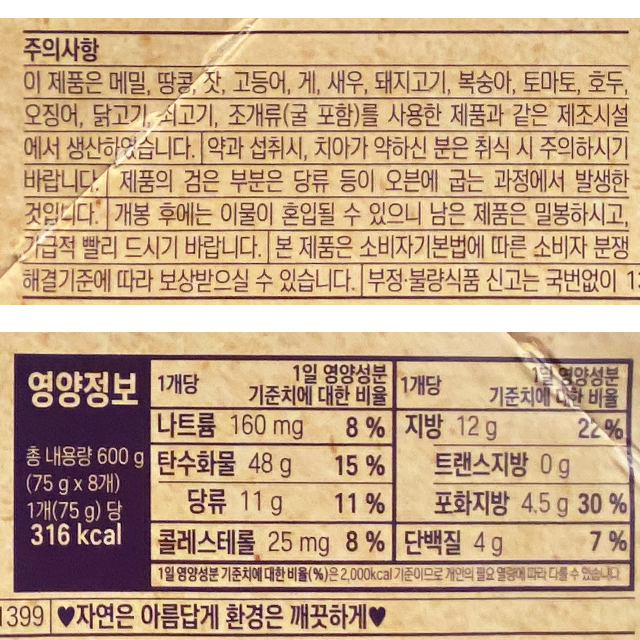 주의사항
이 제품은 메밀, 땅콩, 잣, 고등어, 게, 새우, 돼지고기, 복숭아, 토마토, 호두,
오징어, 닭고기, 쇠고기, 조개류(굴 포함)를 사용한 제품과 같은 제조시설
에서 생산하였습니다. 약과 섭취시, 치아가 약하신 분은 취식 시 주의하시기
바랍니다. 제품의 검은 부분은 당류 등이 오븐에 굽는 과정에서 발생한
것입니다. 개봉 후에는 이물이 혼입될 수 있으니 남은 제품은 밀봉하시고,
가급적 빨리 드시기 바랍니다. 본 제품은 소비자기본법에 따른 소비자 분쟁
해결기준에 따라 보상받으실 수 있습니다. 부정·불량식품 신고는 국번없이 13
영양정보
총 내용량 600 g
(75 g x 8개)
1개(75 g) 당
316 kcal
1개당 1일 영양성분 기준치에 대한 비율
나트륨 160 mg 8 %
탄수화물 48 g 15 %
당류 11 g 11 %
콜레스테롤 25 mg 8 %
1개당 1일 영양성분 기준치에 대한 비율
지방 12 g 22 %
트랜스지방 0 g
포화지방 4.5 g 30 %
단백질 4 g 7 %
1일 영양성분 기준치에 대한 비율(%)은 2,000kcal 기준이므로 개인의 필요 열량에 따라 다를 수 있습니다.
1399 ♥자연은 아름답게 환경은 깨끗하게♥